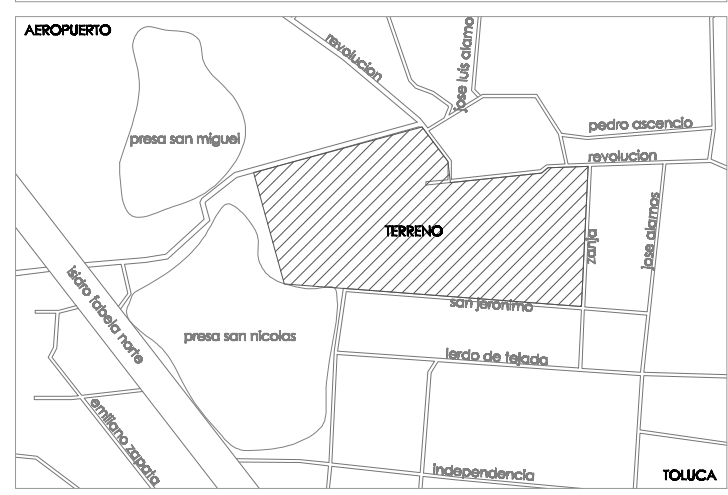 AEROPUERTO
revolucion
jose luis alamo
presa san miguel
pedro ascencio
revolucion
TERRENO
zanja
jose alamos
isidro fabela norte
san jeronimo
presa san nicolas
lerdo de tejada
emiliano zapata
independencia
TOLUCA